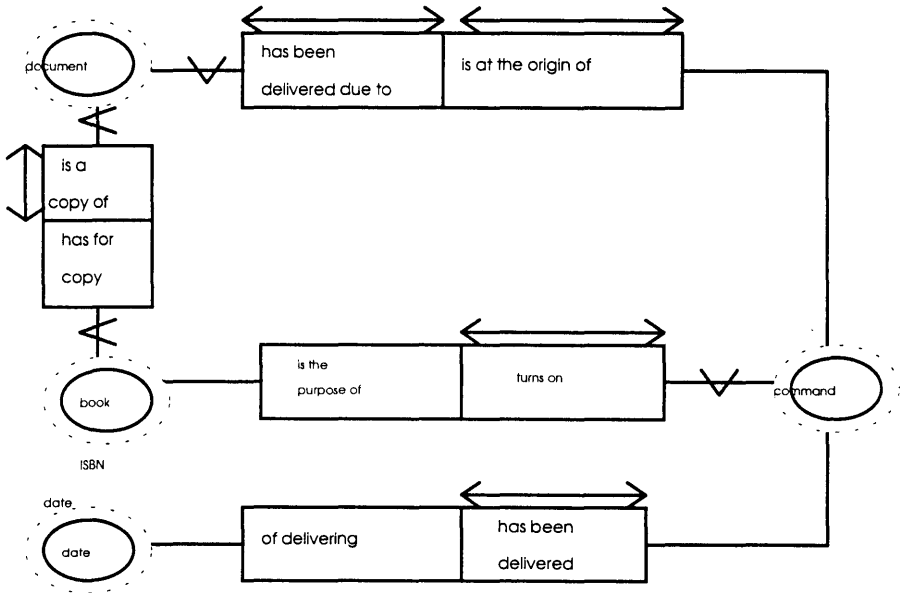 document
has been
delivered due to
is at the origin of
is a
copy of
has for
copy
is the
purpose of
turns on
book
command
ISBN
date
date
of delivering
has been
delivered